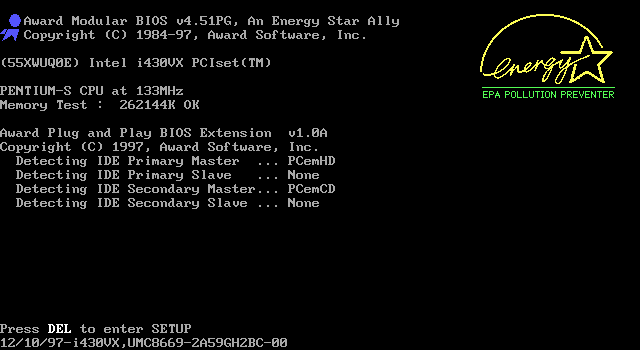 Award Modular BIOS v4.51PG, An Energy Star Ally
Copyright (C) 1984-97, Award Software, Inc.
energy
EPA POLLUTION PREVENTER
(55XWUQ0E) Intel i430VX PCIset(TM)
PENTIUM-S CPU at 133MHz
Memory Test :  262144K OK
Award Plug and Play BIOS Extension  v1.0A
Copyright (C) 1997, Award Software, Inc.
Detecting IDE Primary Master  ... PCemHD
Detecting IDE Primary Slave   ... None
Detecting IDE Secondary Master... PCemCD
Detecting IDE Secondary Slave ... None
Press DEL to enter SETUP
12/10/97-i430VX,UMC8669-2A59GH2BC-00